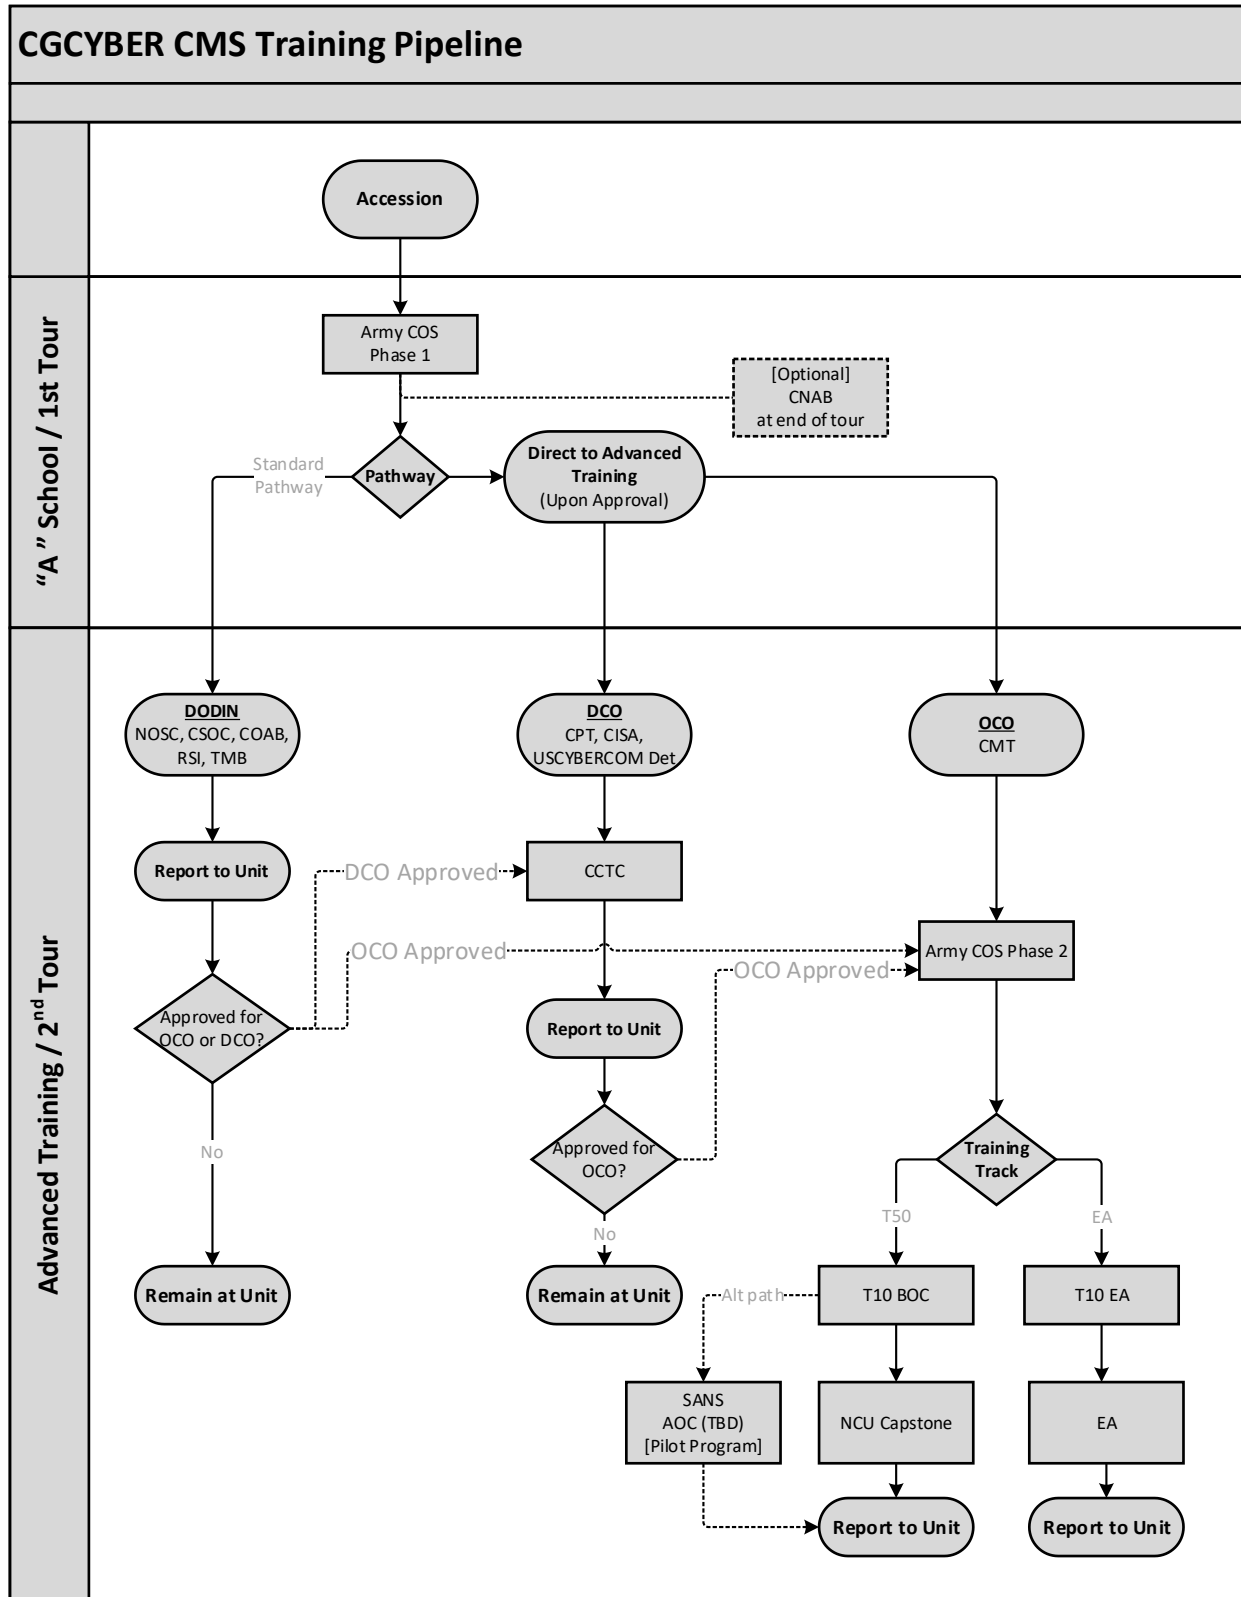 CGCYBER CMS Training Pipeline
Accession
"A" School / 1st Tour
Army COS
Phase 1
[Optional]
CNAB
at end of tour
Standard
Pathway
Pathway
Direct to Advanced
Training
(Upon Approval)
Advanced Training / 2nd Tour
DODIN
NOSC, CSOC, COAB,
RSI, TMB
DCO
CPT, CISA,
USCYBERCOM Det
OCO
CMT
Report to Unit
DCO Approved
CCTC
OCO Approved
OCO Approved
Army COS Phase 2
Approved for
OCO or DCO?
Report to Unit
No
Approved for
OCO?
Training
Track
T50
EA
No
Remain at Unit
Remain at Unit
Alt path
T10 BOC
T10 EA
SANS
AOC (TBD)
[Pilot Program]
NCU Capstone
EA
Report to Unit
Report to Unit